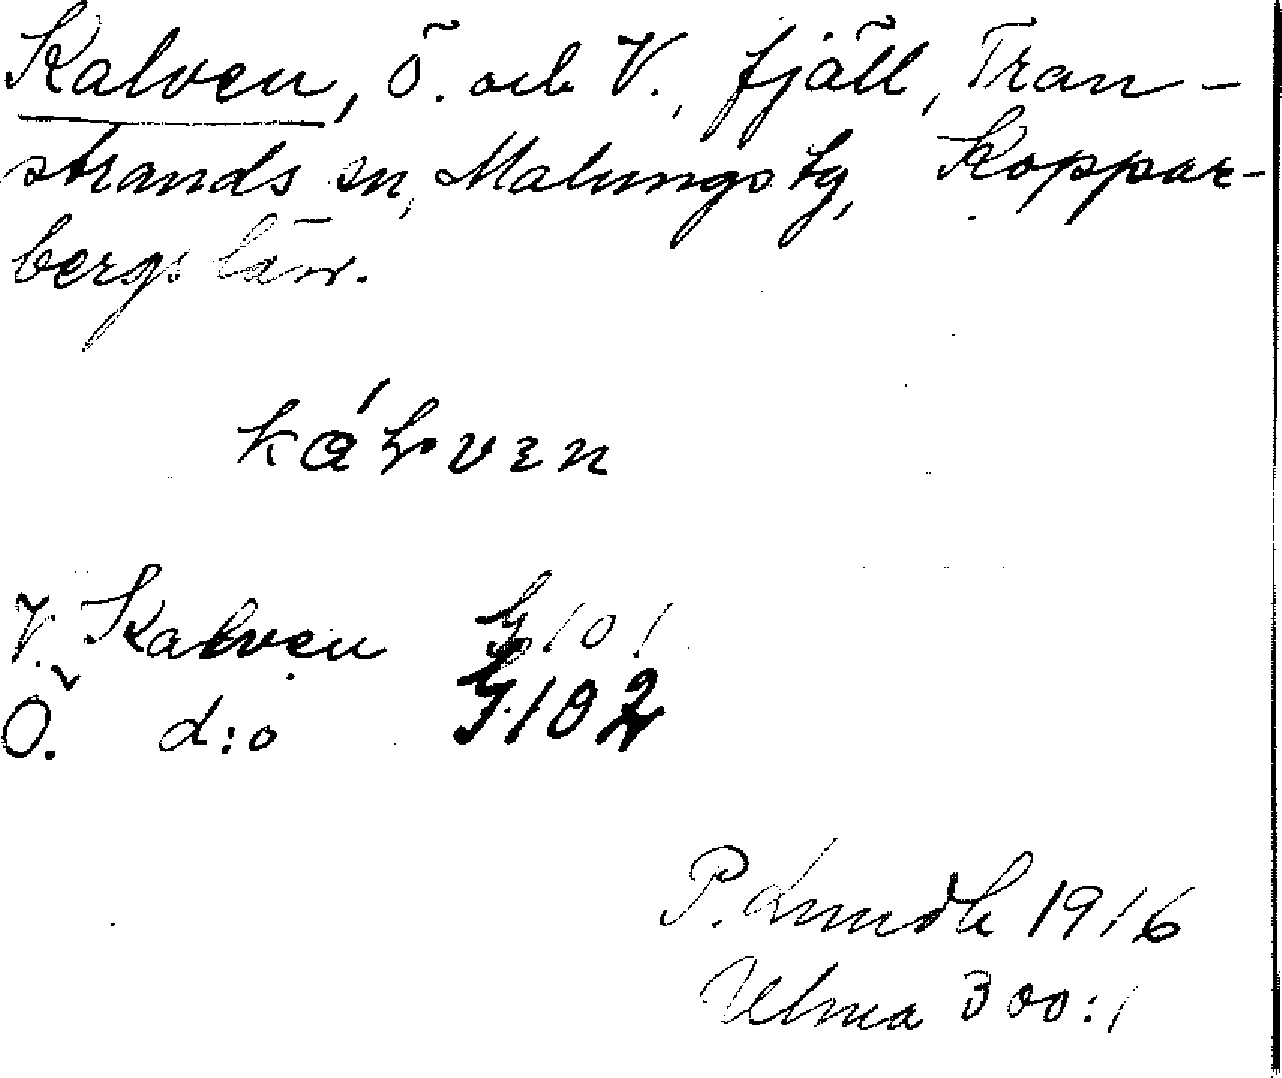 Kalven, Ö. och V., fjäll, Tran-
strands sn, Malungs tg, Koppar-
bergs län.
V. Kalven G 101
Ö. d:o G 102
P. Lundh 1916
Ulma 300:1